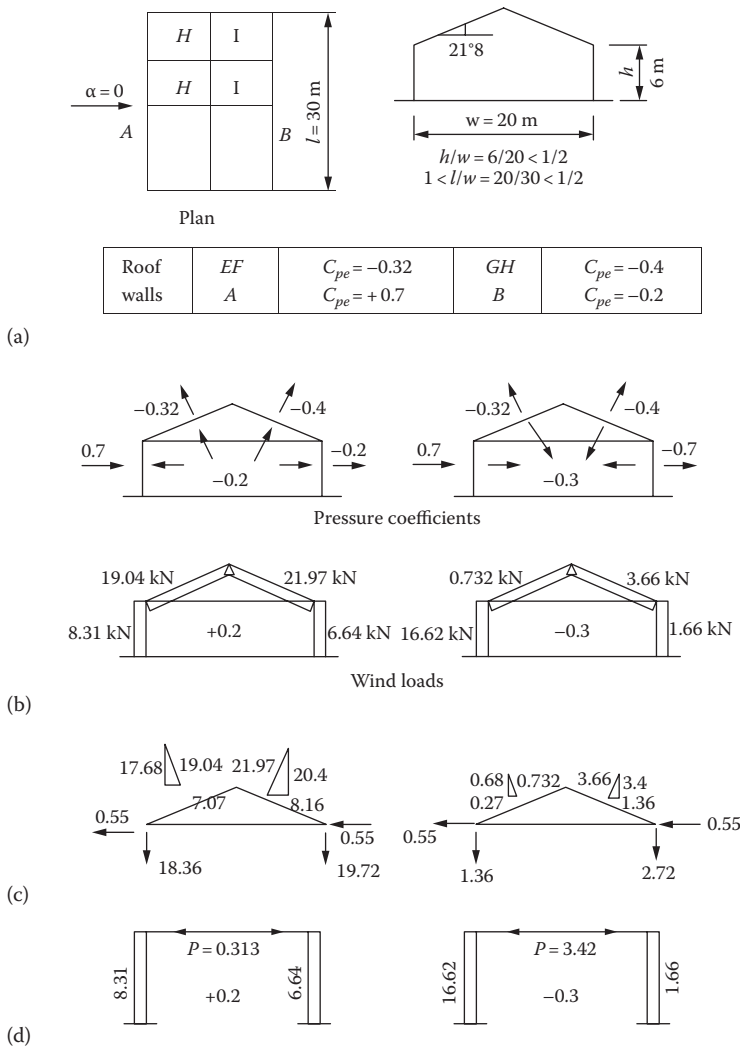 H I
H I
α = 0
A
B
l = 30 m
Plan
21°8
h
6 m
w = 20 m
h/w = 6/20 < 1/2
1 < l/w = 20/30 < 1/2
Roof EF Cpe = −0.32 GH Cpe = −0.4
walls A Cpe = + 0.7 B Cpe = −0.2
(a)
−0.32 −0.4
0.7 −0.2
−0.2
−0.32 −0.4
0.7 −0.7
−0.3
Pressure coefficients
19.04 kN 21.97 kN
8.31 kN +0.2 6.64 kN
0.732 kN 3.66 kN
16.62 kN −0.3 1.66 kN
Wind loads
(b)
17.68 19.04 21.97 20.4
7.07 8.16
0.55 0.55
18.36 19.72
0.68 0.732 3.66 3.4
0.27 1.36
0.55 0.55
1.36 2.72
(c)
P = 0.313
8.31 +0.2 6.64
P = 3.42
16.62 −0.3 1.66
(d)